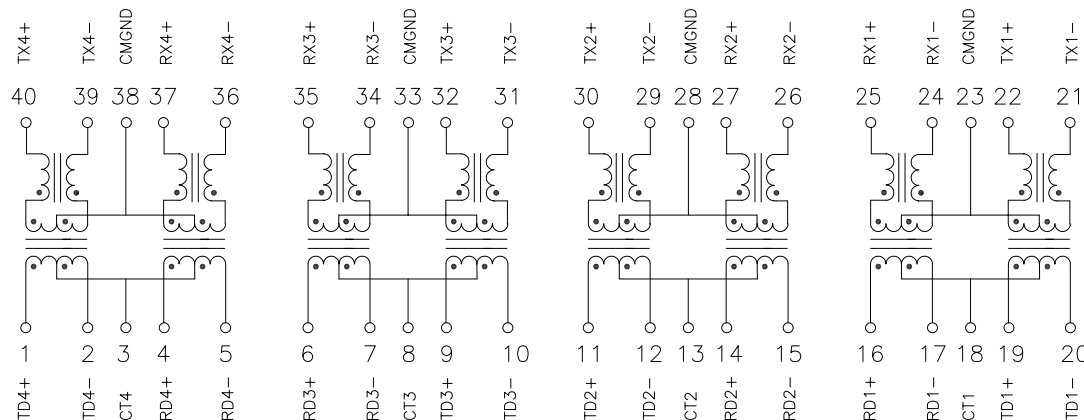 TX4+ TX4- CMGND RX4+ RX4- RX3+ RX3- CMGND TX3+ TX3- TX2+ TX2- CMGND RX2+ RX2- RX1+ RX1- CMGND TX1+ TX1-
40 39 38 37 36 35 34 33 32 31 30 29 28 27 26 25 24 23 22 21
1 2 3 4 5 6 7 8 9 10 11 12 13 14 15 16 17 18 19 20
TD4+ TD4- CT4 RD4+ RD4- RD3+ RD3- CT3 TD3+ TD3- TD2+ TD2- CT2 RD2+ RD2- RD1+ RD1- CT1 TD1+ TD1-